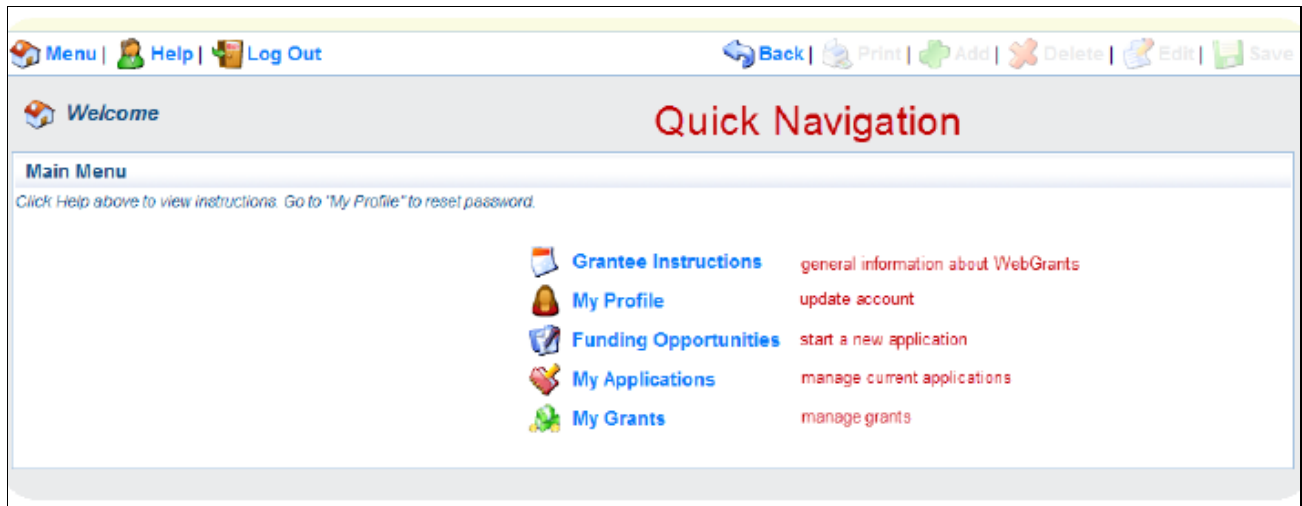 Menu | Help | Log Out Back | Print | Add | Delete | Edit | Save
Welcome
Quick Navigation
Main Menu
Click Help above to view instructions. Go to "My Profile" to reset password.
Grantee Instructions general information about WebGrants
My Profile update account
Funding Opportunities start a new application
My Applications manage current applications
My Grants manage grants